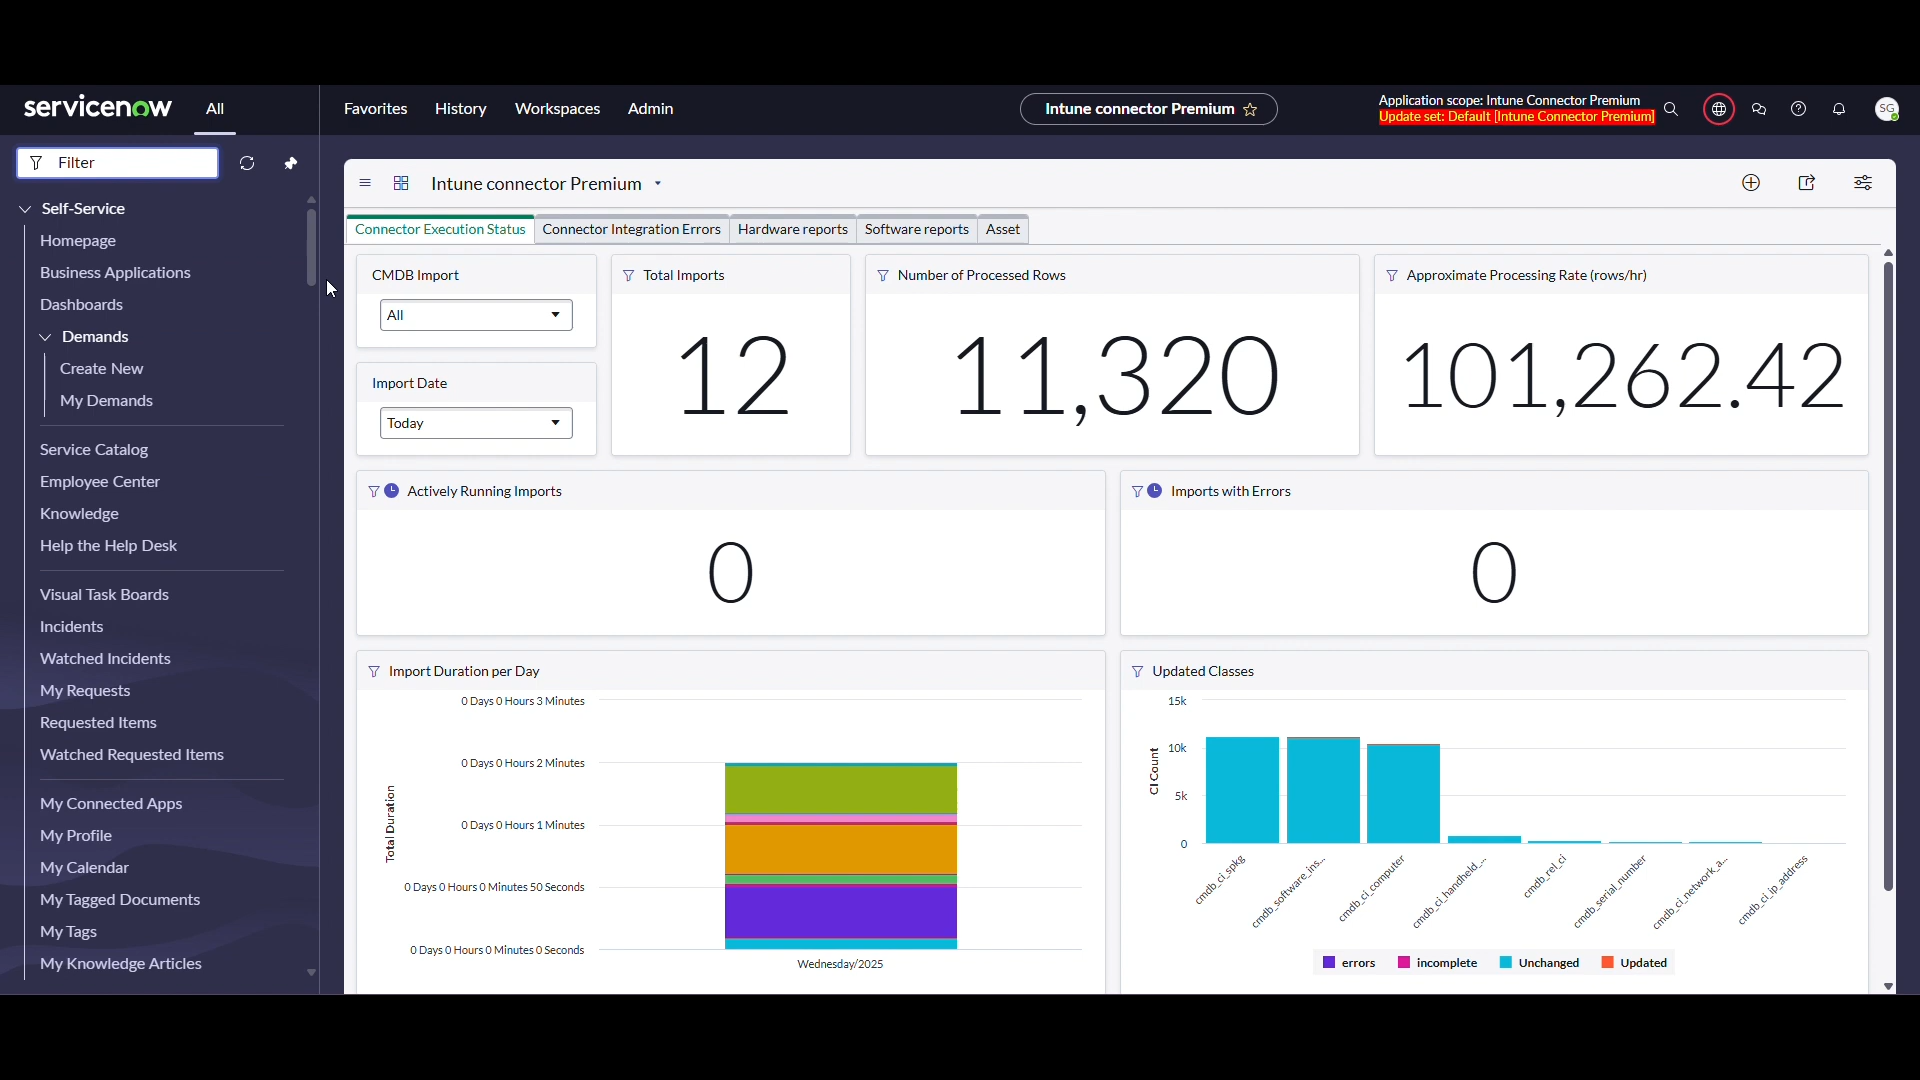 servicenow
All
Favorites
History
Workspaces
Admin
Intune connector Premium
Application scope: Intune Connector Premium
Update set: Default [Intune Connector Premium]
SG
Filter
Self-Service
Homepage
Business Applications
Dashboards
Demands
Create New
My Demands
Service Catalog
Employee Center
Knowledge
Help the Help Desk
Visual Task Boards
Incidents
Watched Incidents
My Requests
Requested Items
Watched Requested Items
My Connected Apps
My Profile
My Calendar
My Tagged Documents
My Tags
My Knowledge Articles
Intune connector Premium
Connector Execution Status
Connector Integration Errors
Hardware reports
Software reports
Asset
CMDB Import
All
Import Date
Today
Total Imports
12
Number of Processed Rows
11,320
Approximate Processing Rate (rows/hr)
101,262.42
Actively Running Imports
0
Imports with Errors
0
Import Duration per Day
0 Days 0 Hours 3 Minutes
0 Days 0 Hours 2 Minutes
0 Days 0 Hours 1 Minutes
0 Days 0 Hours 0 Minutes 50 Seconds
0 Days 0 Hours 0 Minutes 0 Seconds
Total Duration
Wednesday/2025
Updated Classes
15k
10k
5k
0
CI Count
cmdb_ci_spkg
cmdb_software_ins...
cmdb_ci_computer
cmdb_ci_handheld_...
cmdb_rel_ci
cmdb_serial_number
cmdb_ci_network_a...
cmdb_ci_ip_address
errors
incomplete
Unchanged
Updated